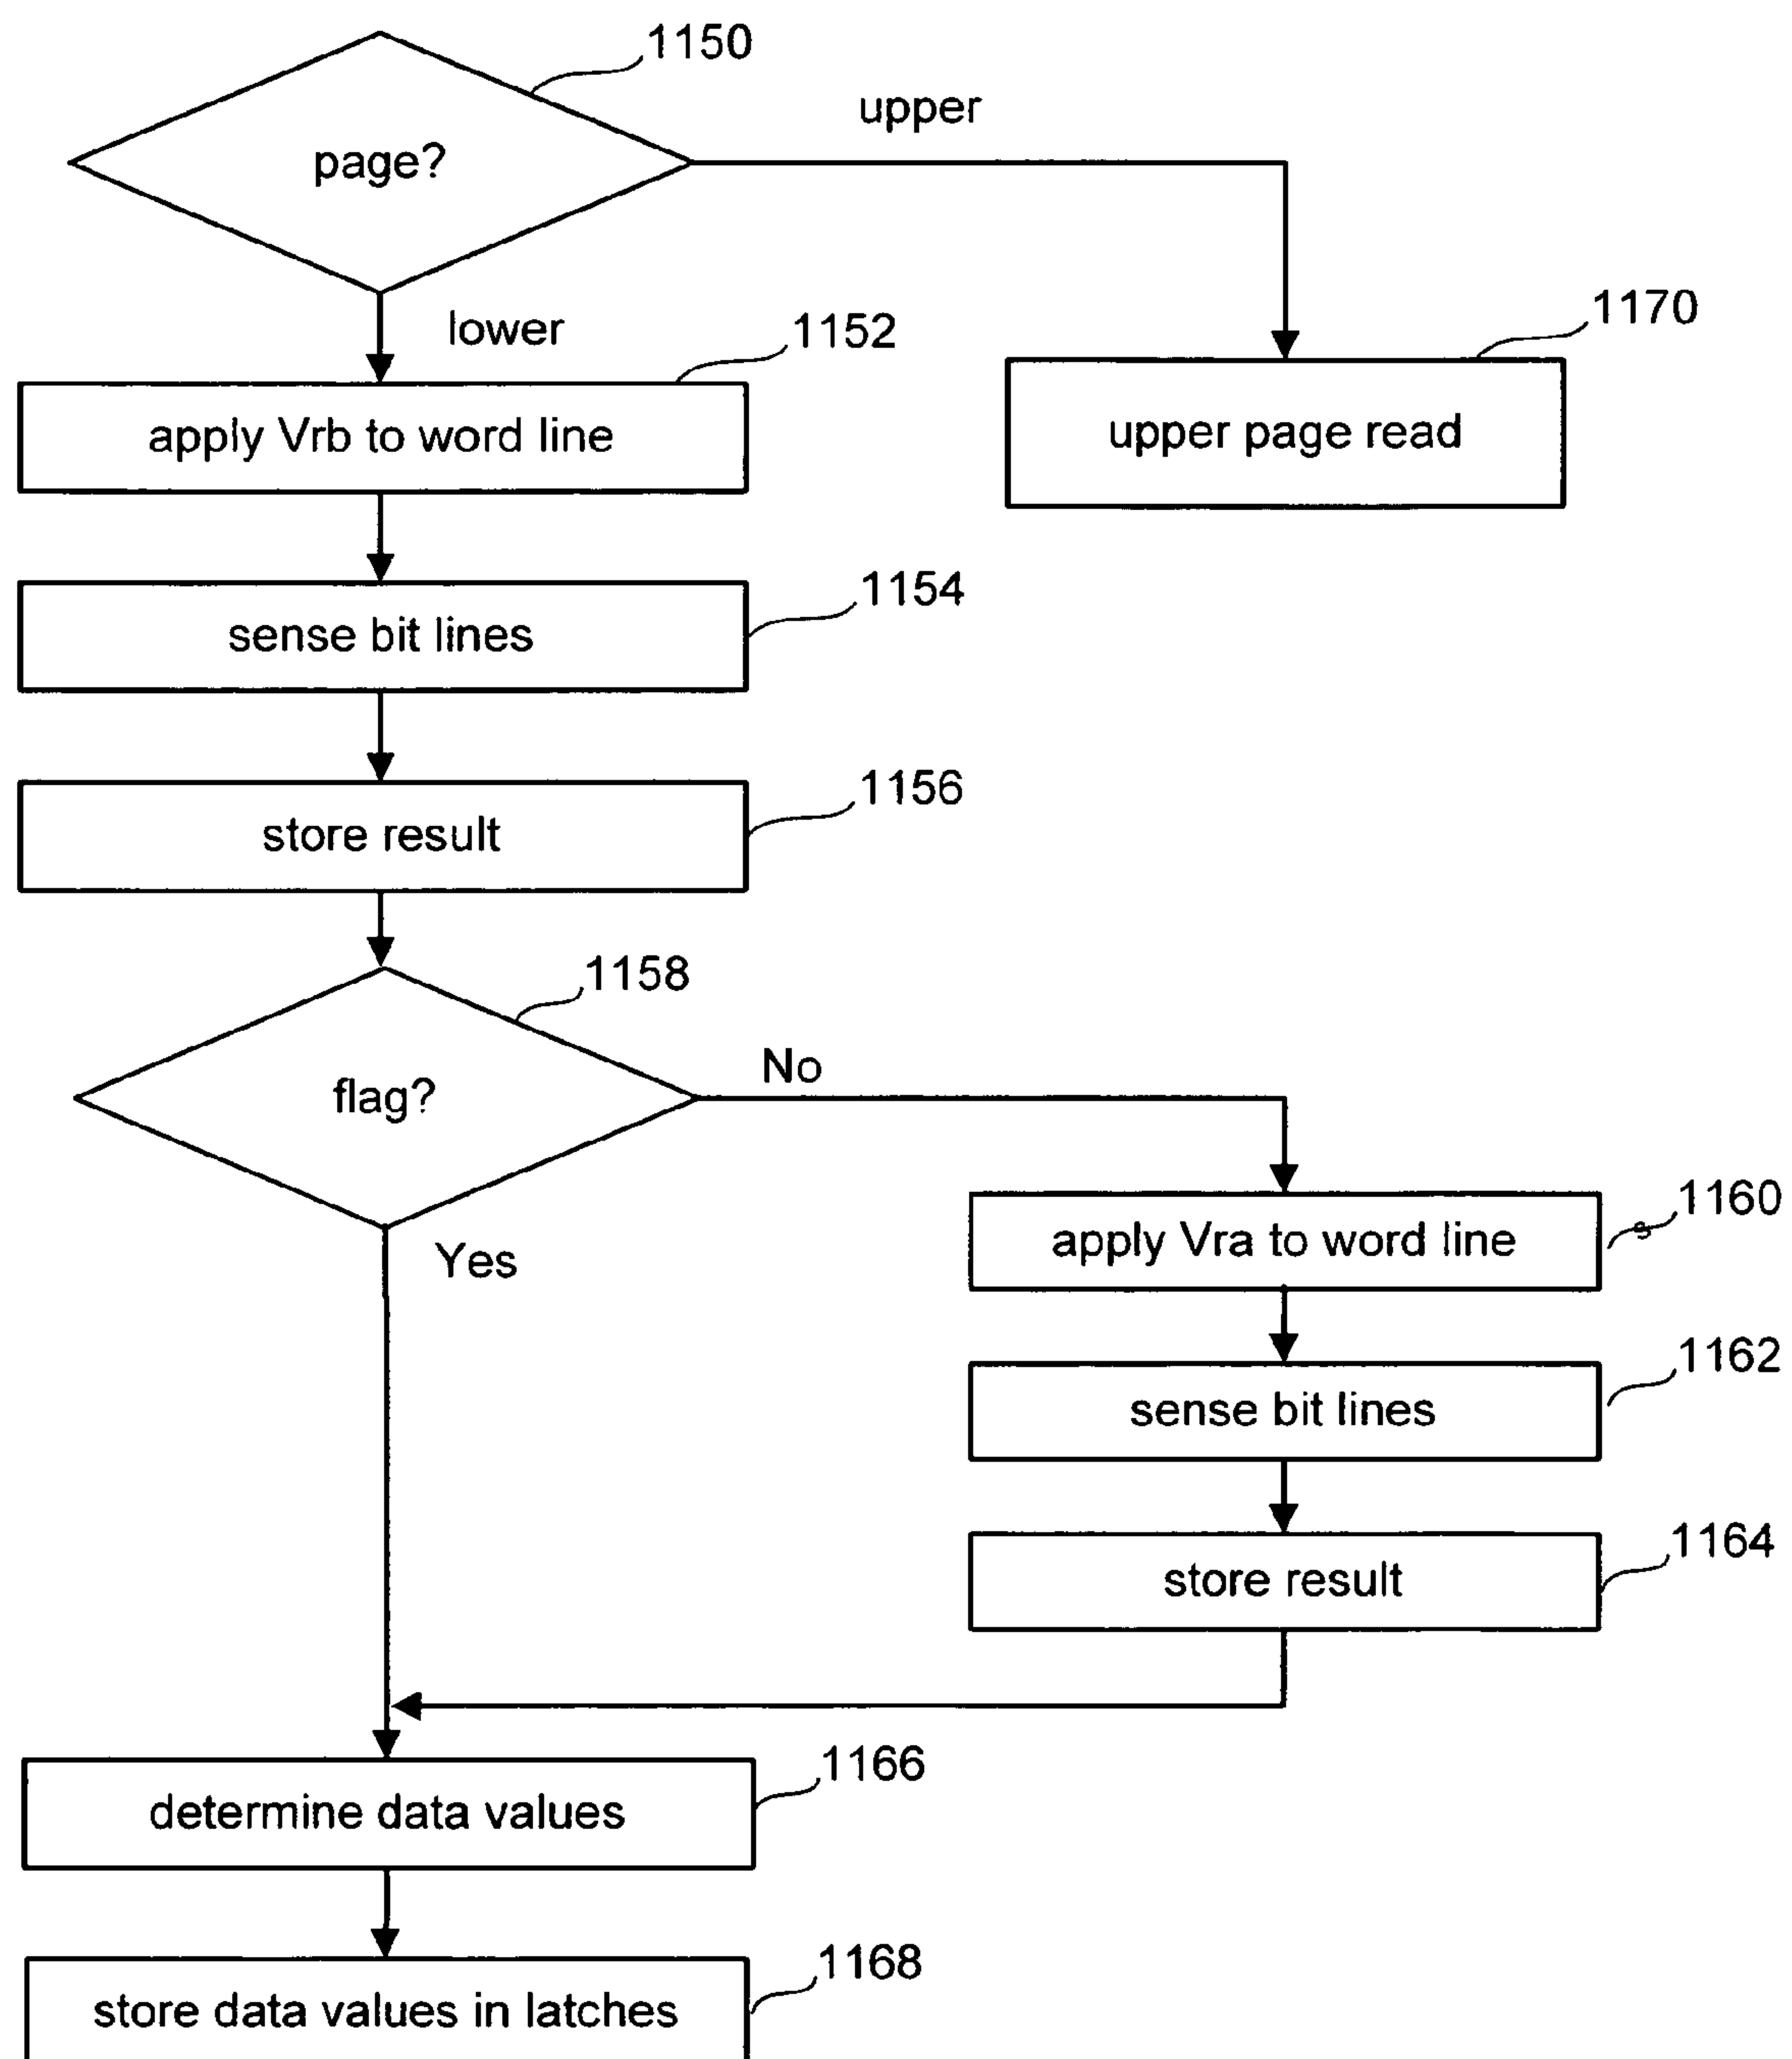 1150
upper
page?
lower
1152
1170
apply Vrb to word line
upper page read
1154
sense bit lines
1156
store result
1158
No
flag?
1160
apply Vra to word line
Yes
1162
sense bit lines
1164
store result
1166
determine data values
1168
store data values in latches